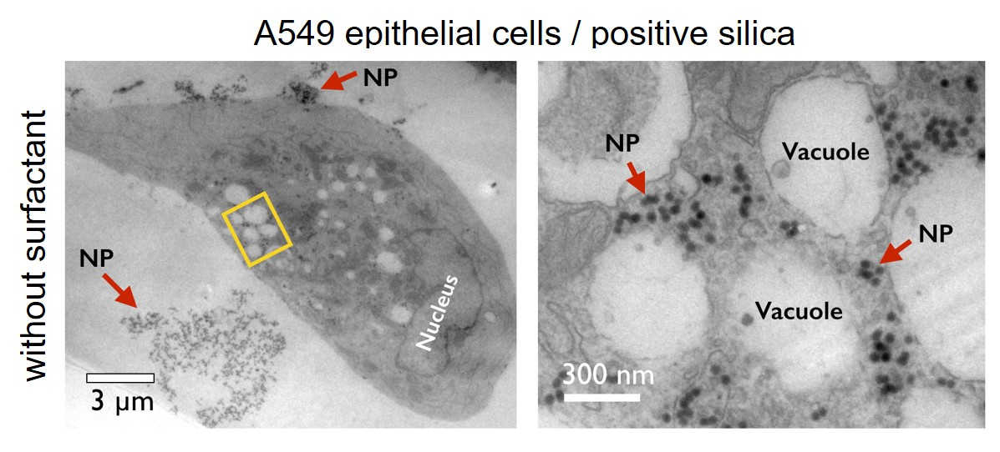 A549 epithelial cells / positive silica
without surfactant
NP
NP
Nucleus
3 µm
NP
Vacuole
NP
Vacuole
300 nm